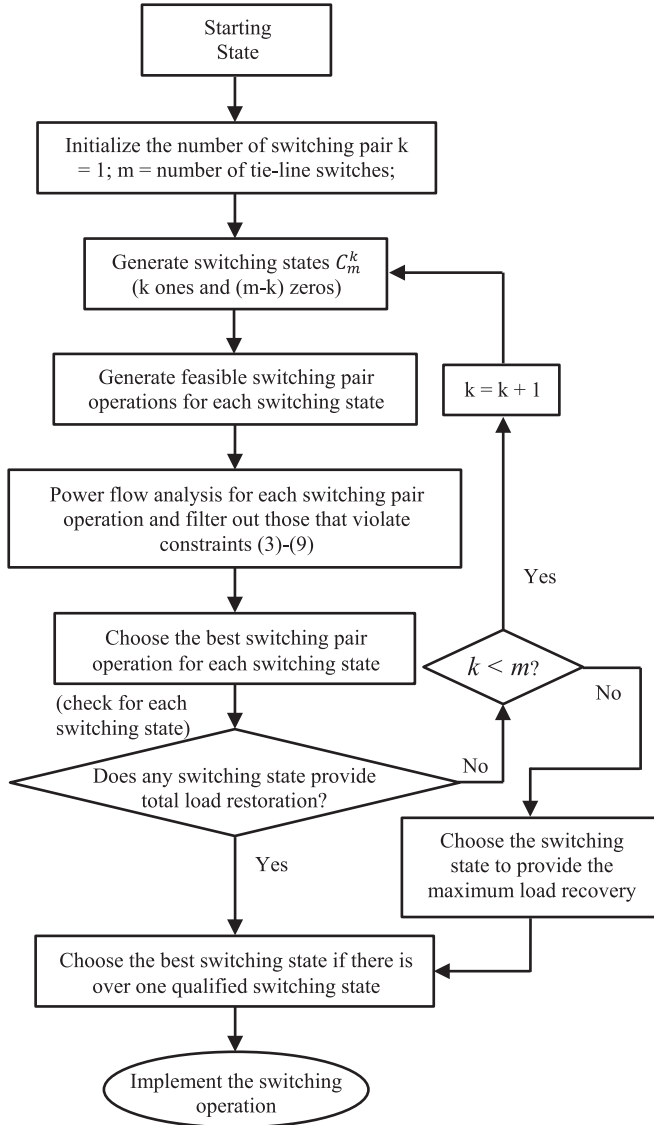 Starting
State
Initialize the number of switching pair k
= 1; m = number of tie-line switches;
Generate switching states $C_m^k$
(k ones and (m-k) zeros)
Generate feasible switching pair
operations for each switching state
k = k + 1
Power flow analysis for each switching pair
operation and filter out those that violate
constraints (3)-(9)
Yes
Choose the best switching pair
operation for each switching state
k < m?
No
(check for each
switching state)
Does any switching state provide
total load restoration?
No
Yes
Choose the switching
state to provide the
maximum load recovery
Choose the best switching state if there is
over one qualified switching state
Implement the switching
operation